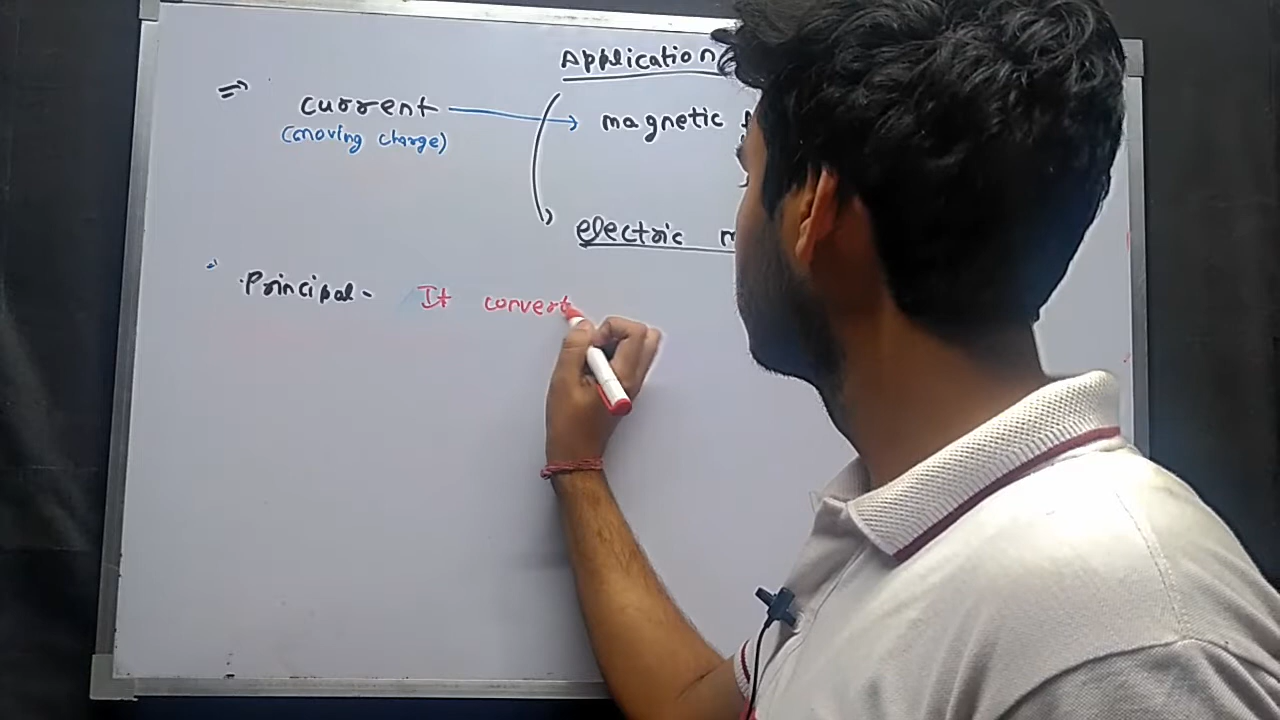 Application
⇒ current → magnetic
(moving charge)
electric
Principal- It convert